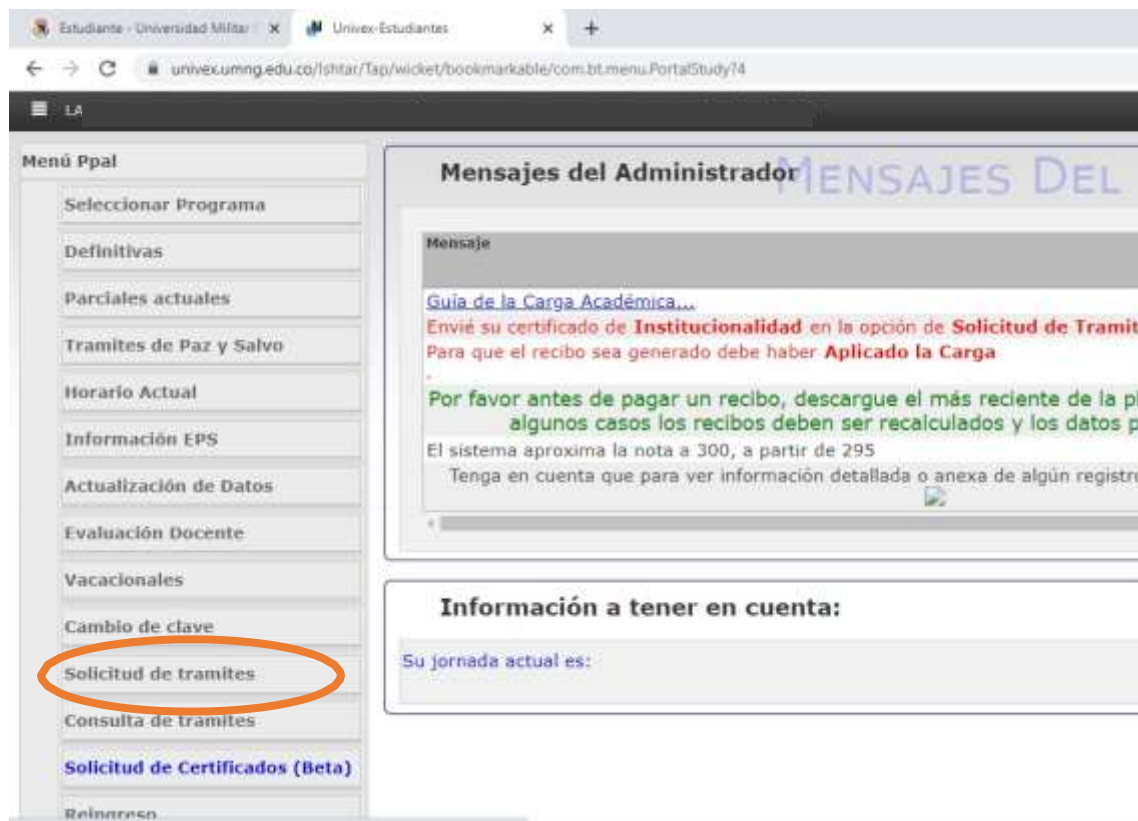 Estudiante - Universidad Militar
Univex-Estudiantes
univex.umng.edu.co/Ishtar/Tap/wicket/bookmarkable/com.bt.menu.PortalStudy?4
LA
Menú Ppal
Seleccionar Programa
Definitivas
Parciales actuales
Tramites de Paz y Salvo
Horario Actual
Información EPS
Actualización de Datos
Evaluación Docente
Vacacionales
Cambio de clave
Solicitud de tramites
Consulta de tramites
Solicitud de Certificados (Beta)
Reingreso
Mensajes del Administrador
MENSAJES DEL
Mensaje
Guía de la Carga Académica...
Envié su certificado de Institucionalidad en la opción de Solicitud de Tramit
Para que el recibo sea generado debe haber Aplicado la Carga
.
Por favor antes de pagar un recibo, descargue el más reciente de la pl
algunos casos los recibos deben ser recalculados y los datos p
El sistema aproxima la nota a 300, a partir de 295
Tenga en cuenta que para ver información detallada o anexa de algún registro
Información a tener en cuenta:
Su jornada actual es: